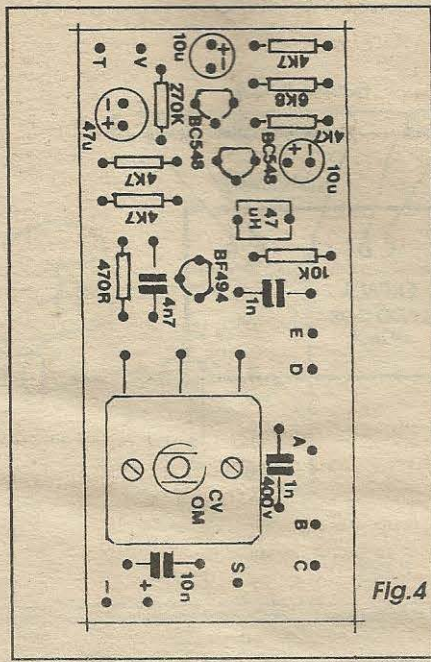 T
V
10u
+ -
270K
47u
+ -
BC548
4K7
6K8
4K7
BC548
+ -
10u
4K7
4K7
47
uH
10K
470R
4n7
BF494
1n
E
D
A
1n
400v
B
C
CV
OM
10n
S
-
+
Fig.4